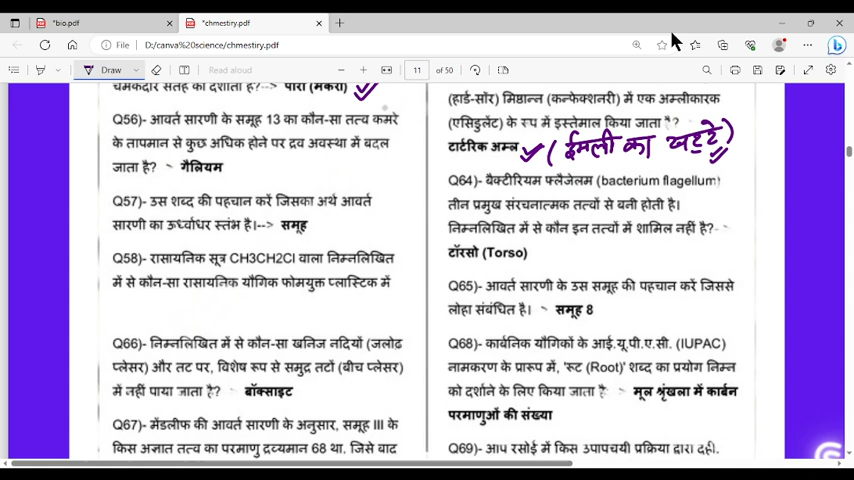 *bio.pdf
*chmestiry.pdf
File
D:/canva science/chmestiry.pdf
Draw
Read aloud
11 of 50
चमकदार सतह को दर्शाता है?--> पारा (मर्करी)
Q56)- आवर्त सारणी के समूह 13 का कौन-सा तत्व कमरे
के तापमान से कुछ अधिक होने पर द्रव अवस्था में बदल
जाता है? गैलियम
Q57)- उस शब्द की पहचान करें जिसका अर्थ आवर्त
सारणी का ऊर्ध्वाधर स्तंभ है।--> समूह
Q58)- रासायनिक सूत्र CH3CH2Cl वाला निम्नलिखित
में से कौन-सा रासायनिक यौगिक फोमयुक्त प्लास्टिक में
Q66)- निम्नलिखित में से कौन-सा खनिज नदियों (जलोढ़
प्लेसर) और तट पर, विशेष रूप से समुद्र तटों (बीच प्लेसर)
में नहीं पाया जाता है? बॉक्साइट
Q67)- मेंडलीफ की आवर्त सारणी के अनुसार, समूह III के
किस अज्ञात तत्व का परमाणु द्रव्यमान 68 था, जिसे बाद
(हार्ड-सॉर) मिष्ठान्न (कन्फेक्शनरी) में एक अम्लीकारक
(एसिडुलेंट) के रूप में इस्तेमाल किया जाता है?
टार्टरिक अम्ल (ईमली का खट्टे)
Q64)- बैक्टीरियम फ्लैजेलम (bacterium flagellum)
तीन प्रमुख संरचनात्मक तत्वों से बनी होती है।
निम्नलिखित में से कौन इन तत्वों में शामिल नहीं है?-
टॉरसो (Torso)
Q65)- आवर्त सारणी के उस समूह की पहचान करें जिससे
लोहा संबंधित है। समूह 8
Q68)- कार्बनिक यौगिकों के आई.यू.पी.ए.सी. (IUPAC)
नामकरण के प्रारूप में, 'रूट (Root)' शब्द का प्रयोग निम्न
को दर्शाने के लिए किया जाता है मूल श्रृंखला में कार्बन
परमाणुओं की संख्या
Q69)- आप रसोई में किस उपापचयी प्रक्रिया द्वारा दही,